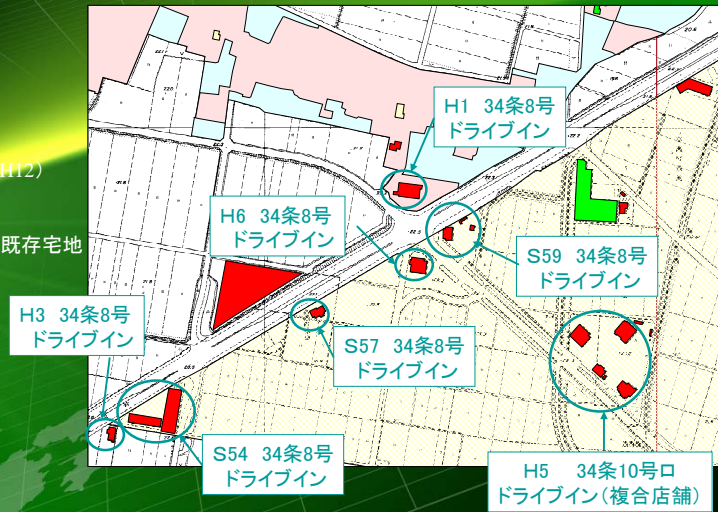 H1 34条8号
ドライブイン
H12)
H6 34条8号
ドライブイン
既存宅地
S59 34条8号
ドライブイン
H3 34条8号
ドライブイン
S57 34条8号
ドライブイン
S54 34条8号
ドライブイン
H5 34条10号ロ
ドライブイン(複合店舗)